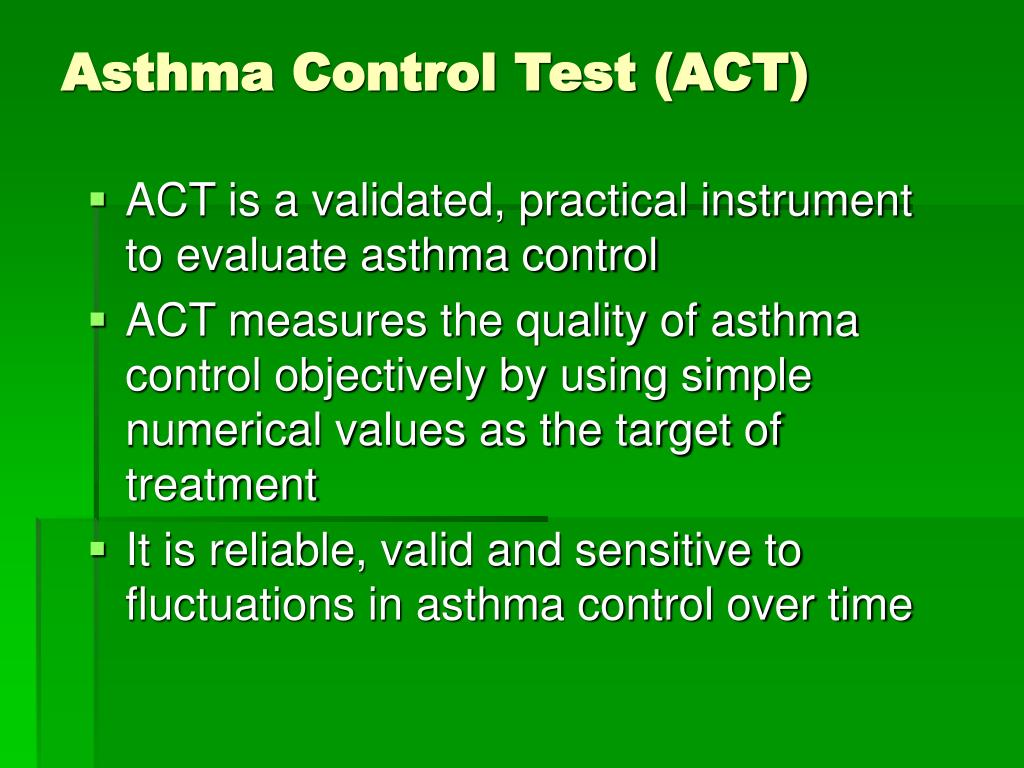 Asthma Control Test (ACT)
▪ ACT is a validated, practical instrument
to evaluate asthma control
▪ ACT measures the quality of asthma
control objectively by using simple
numerical values as the target of
treatment
▪ It is reliable, valid and sensitive to
fluctuations in asthma control over time